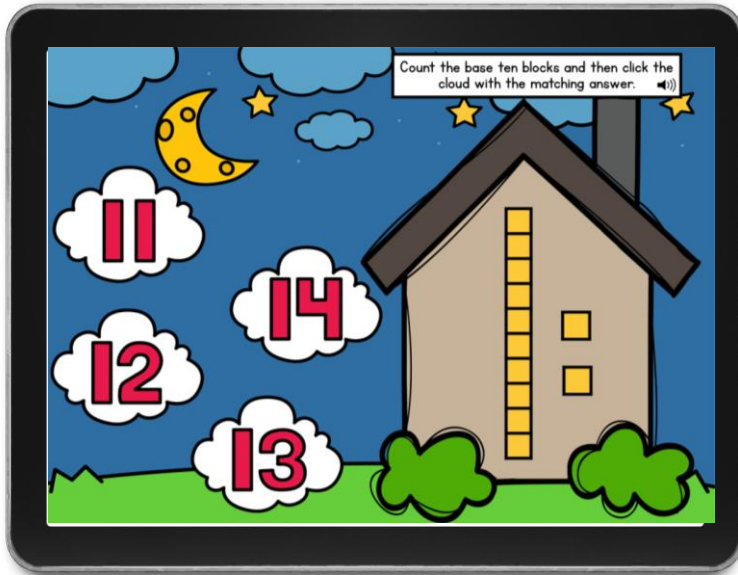 Count the base ten blocks and then click the
cloud with the matching answer.
11
14
12
13